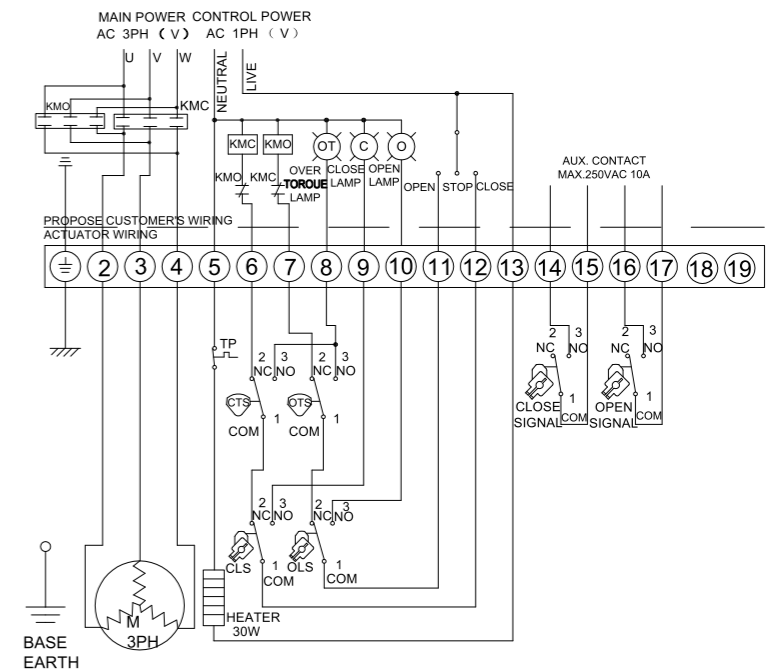 MAIN POWER CONTROL POWER
AC 3PH ( V ) AC 1PH ( V )
U V W
NEUTRAL
LIVE
KMO
KMC
KMC KMO OT C O
KMO KMC
OVER CLOSE OPEN
TOROUE LAMP LAMP
LAMP
OPEN STOP CLOSE
AUX. CONTACT
MAX.250VAC 10A
PROPOSE CUSTOMER'S WIRING
ACTUATOR WIRING
2 3 4 5 6 7 8 9 10 11 12 13 14 15 16 17 18 19
TP
2 3 2 3
NC NO NC NO
CTS OTS
1 1
COM COM
2 3 2 3
NC NO NC NO
1 1
CLOSE COM OPEN COM
SIGNAL SIGNAL
2 3 2 3
NC NO NC NO
CLS 1 OLS 1
COM COM
HEATER
30W
M
3PH
BASE
EARTH